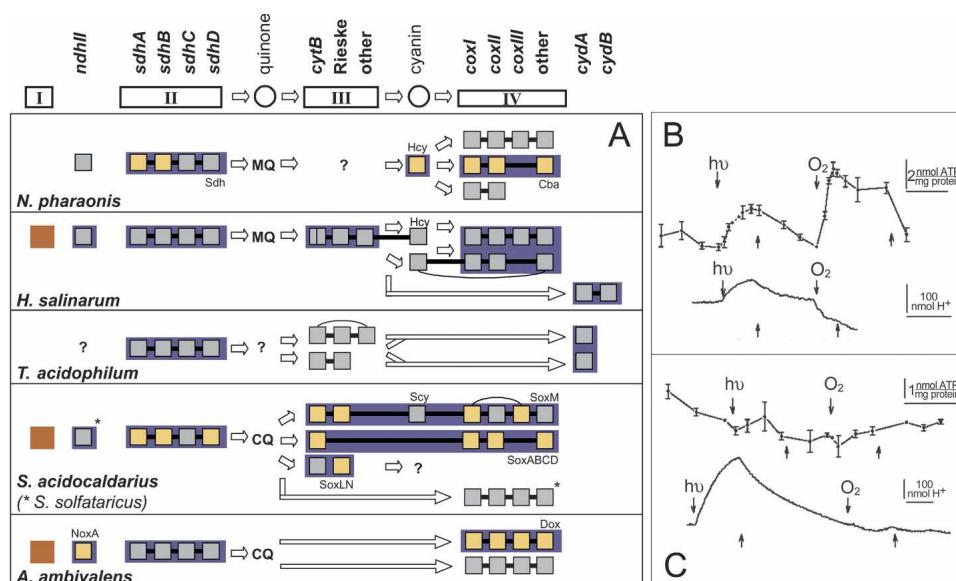 ndhII
sdhA
sdhB
sdhC
sdhD
quinone
cytB
Rieske
other
cyanin
coxI
coxII
coxIII
other
cydA
cydB
I
II
III
IV
A
MQ
?
Hcy
Sdh
Cba
N. pharaonis
MQ
Hcy
H. salinarum
?
?
T. acidophilum
*
CQ
Scy
SoxM
SoxABCD
?
SoxLN
*
S. acidocaldarius
(* S. solfataricus)
NoxA
CQ
Dox
A. ambivalens
B
hυ
O2
2 nmol ATP
mg protein
hυ
O2
100
nmol H+
hυ
O2
1 nmol ATP
mg protein
hυ
O2
100
nmol H+
C